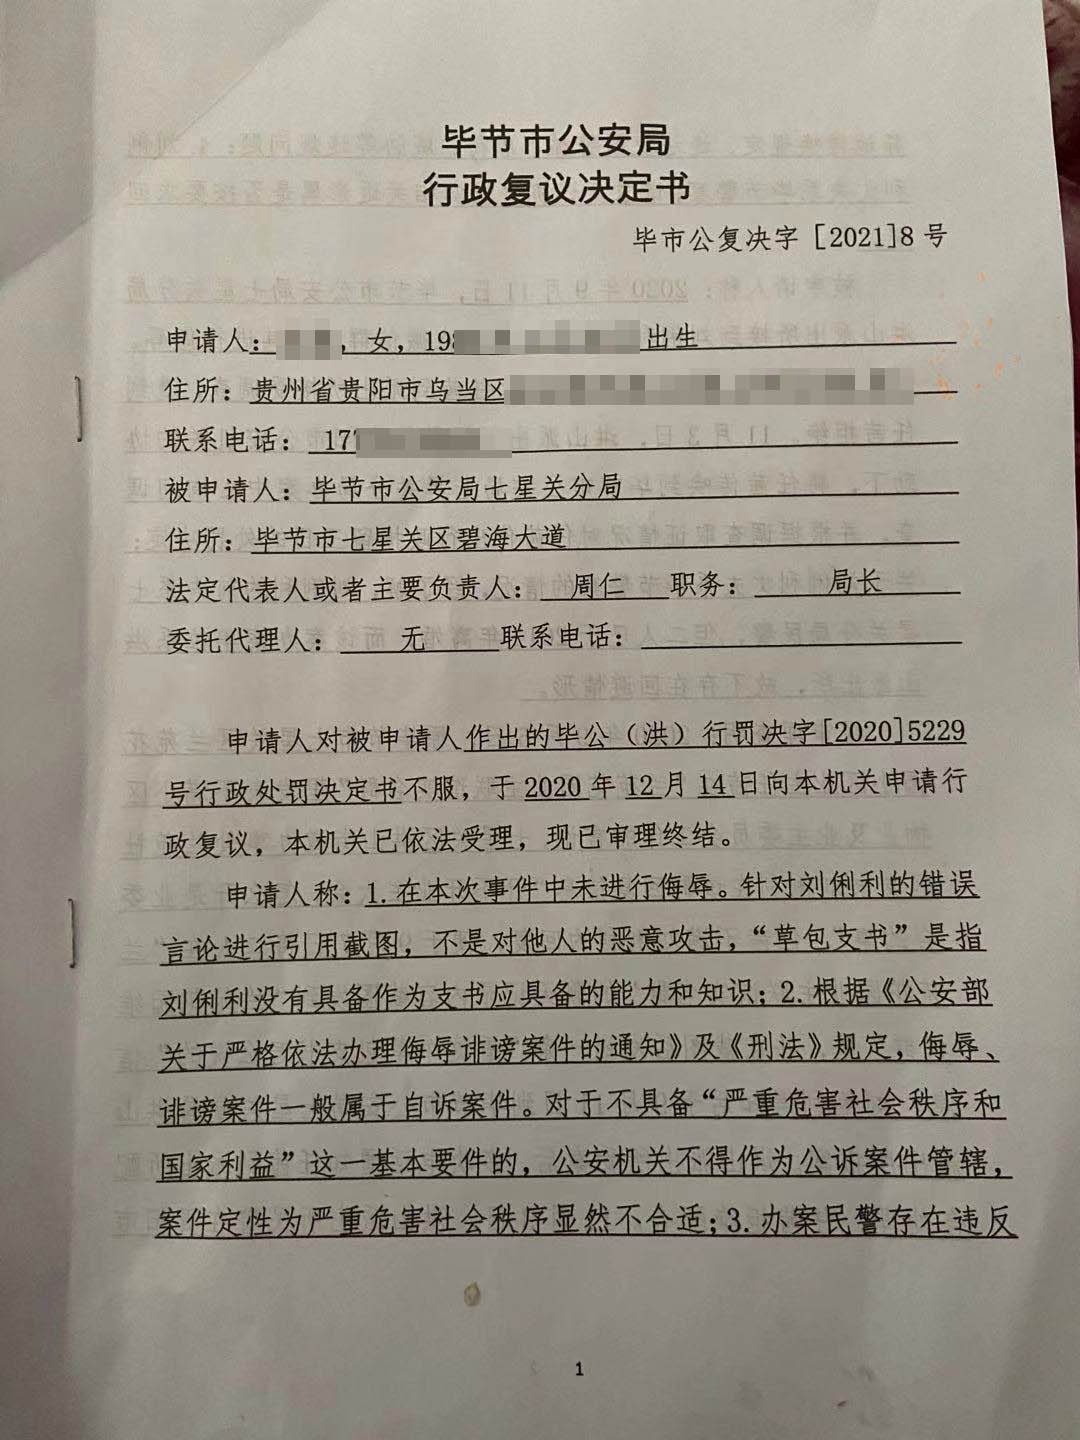 毕节市公安局
行政复议决定书
毕市公复决字［2021]8 号
申请人：，女，19 出生
住所：贵州省贵阳市乌当区
联系电话： 17
被申请人：毕节市公安局七星关分局
住所：毕节市七星关区碧海大道
法定代表人或者主要负责人： 周仁 职务： 局长
委托代理人： 无 联系电话：
申请人对被申请人作出的毕公（洪）行罚决字[2020]5229
号行政处罚决定书不服，于 2020 年 12 月 14 日向本机关申请行
政复议，本机关已依法受理，现已审理终结。
申请人称：1.在本次事件中未进行侮辱。针对刘俐利的错误
言论进行引用截图，不是对他人的恶意攻击，“草包支书”是指
刘俐利没有具备作为支书应具备的能力和知识；2.根据《公安部
关于严格依法办理侮辱诽谤案件的通知》及《刑法》规定，侮辱、
诽谤案件一般属于自诉案件。对于不具备“严重危害社会秩序和
国家利益”这一基本要件的，公安机关不得作为公诉案件管辖，
案件定性为严重危害社会秩序显然不合适；3.办案民警存在违反
1